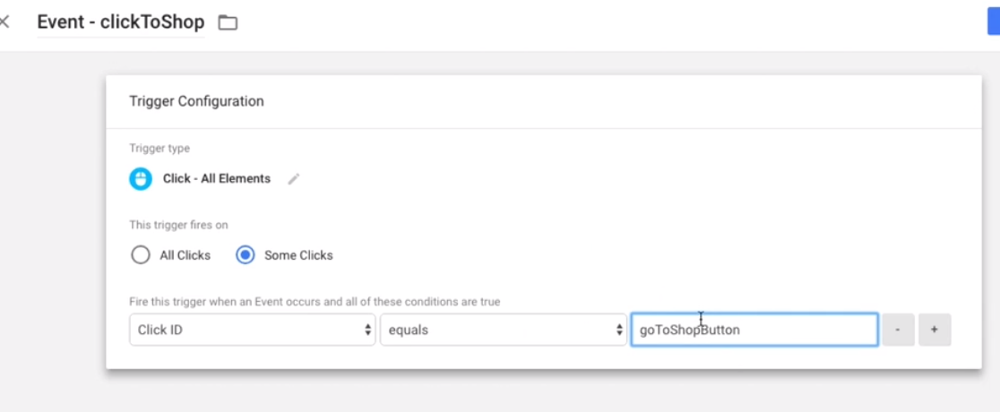 Event - clickToShop
Trigger Configuration
Trigger type
Click - All Elements
This trigger fires on
All Clicks Some Clicks
Fire this trigger when an Event occurs and all of these conditions are true
Click ID equals goToShopButton - +